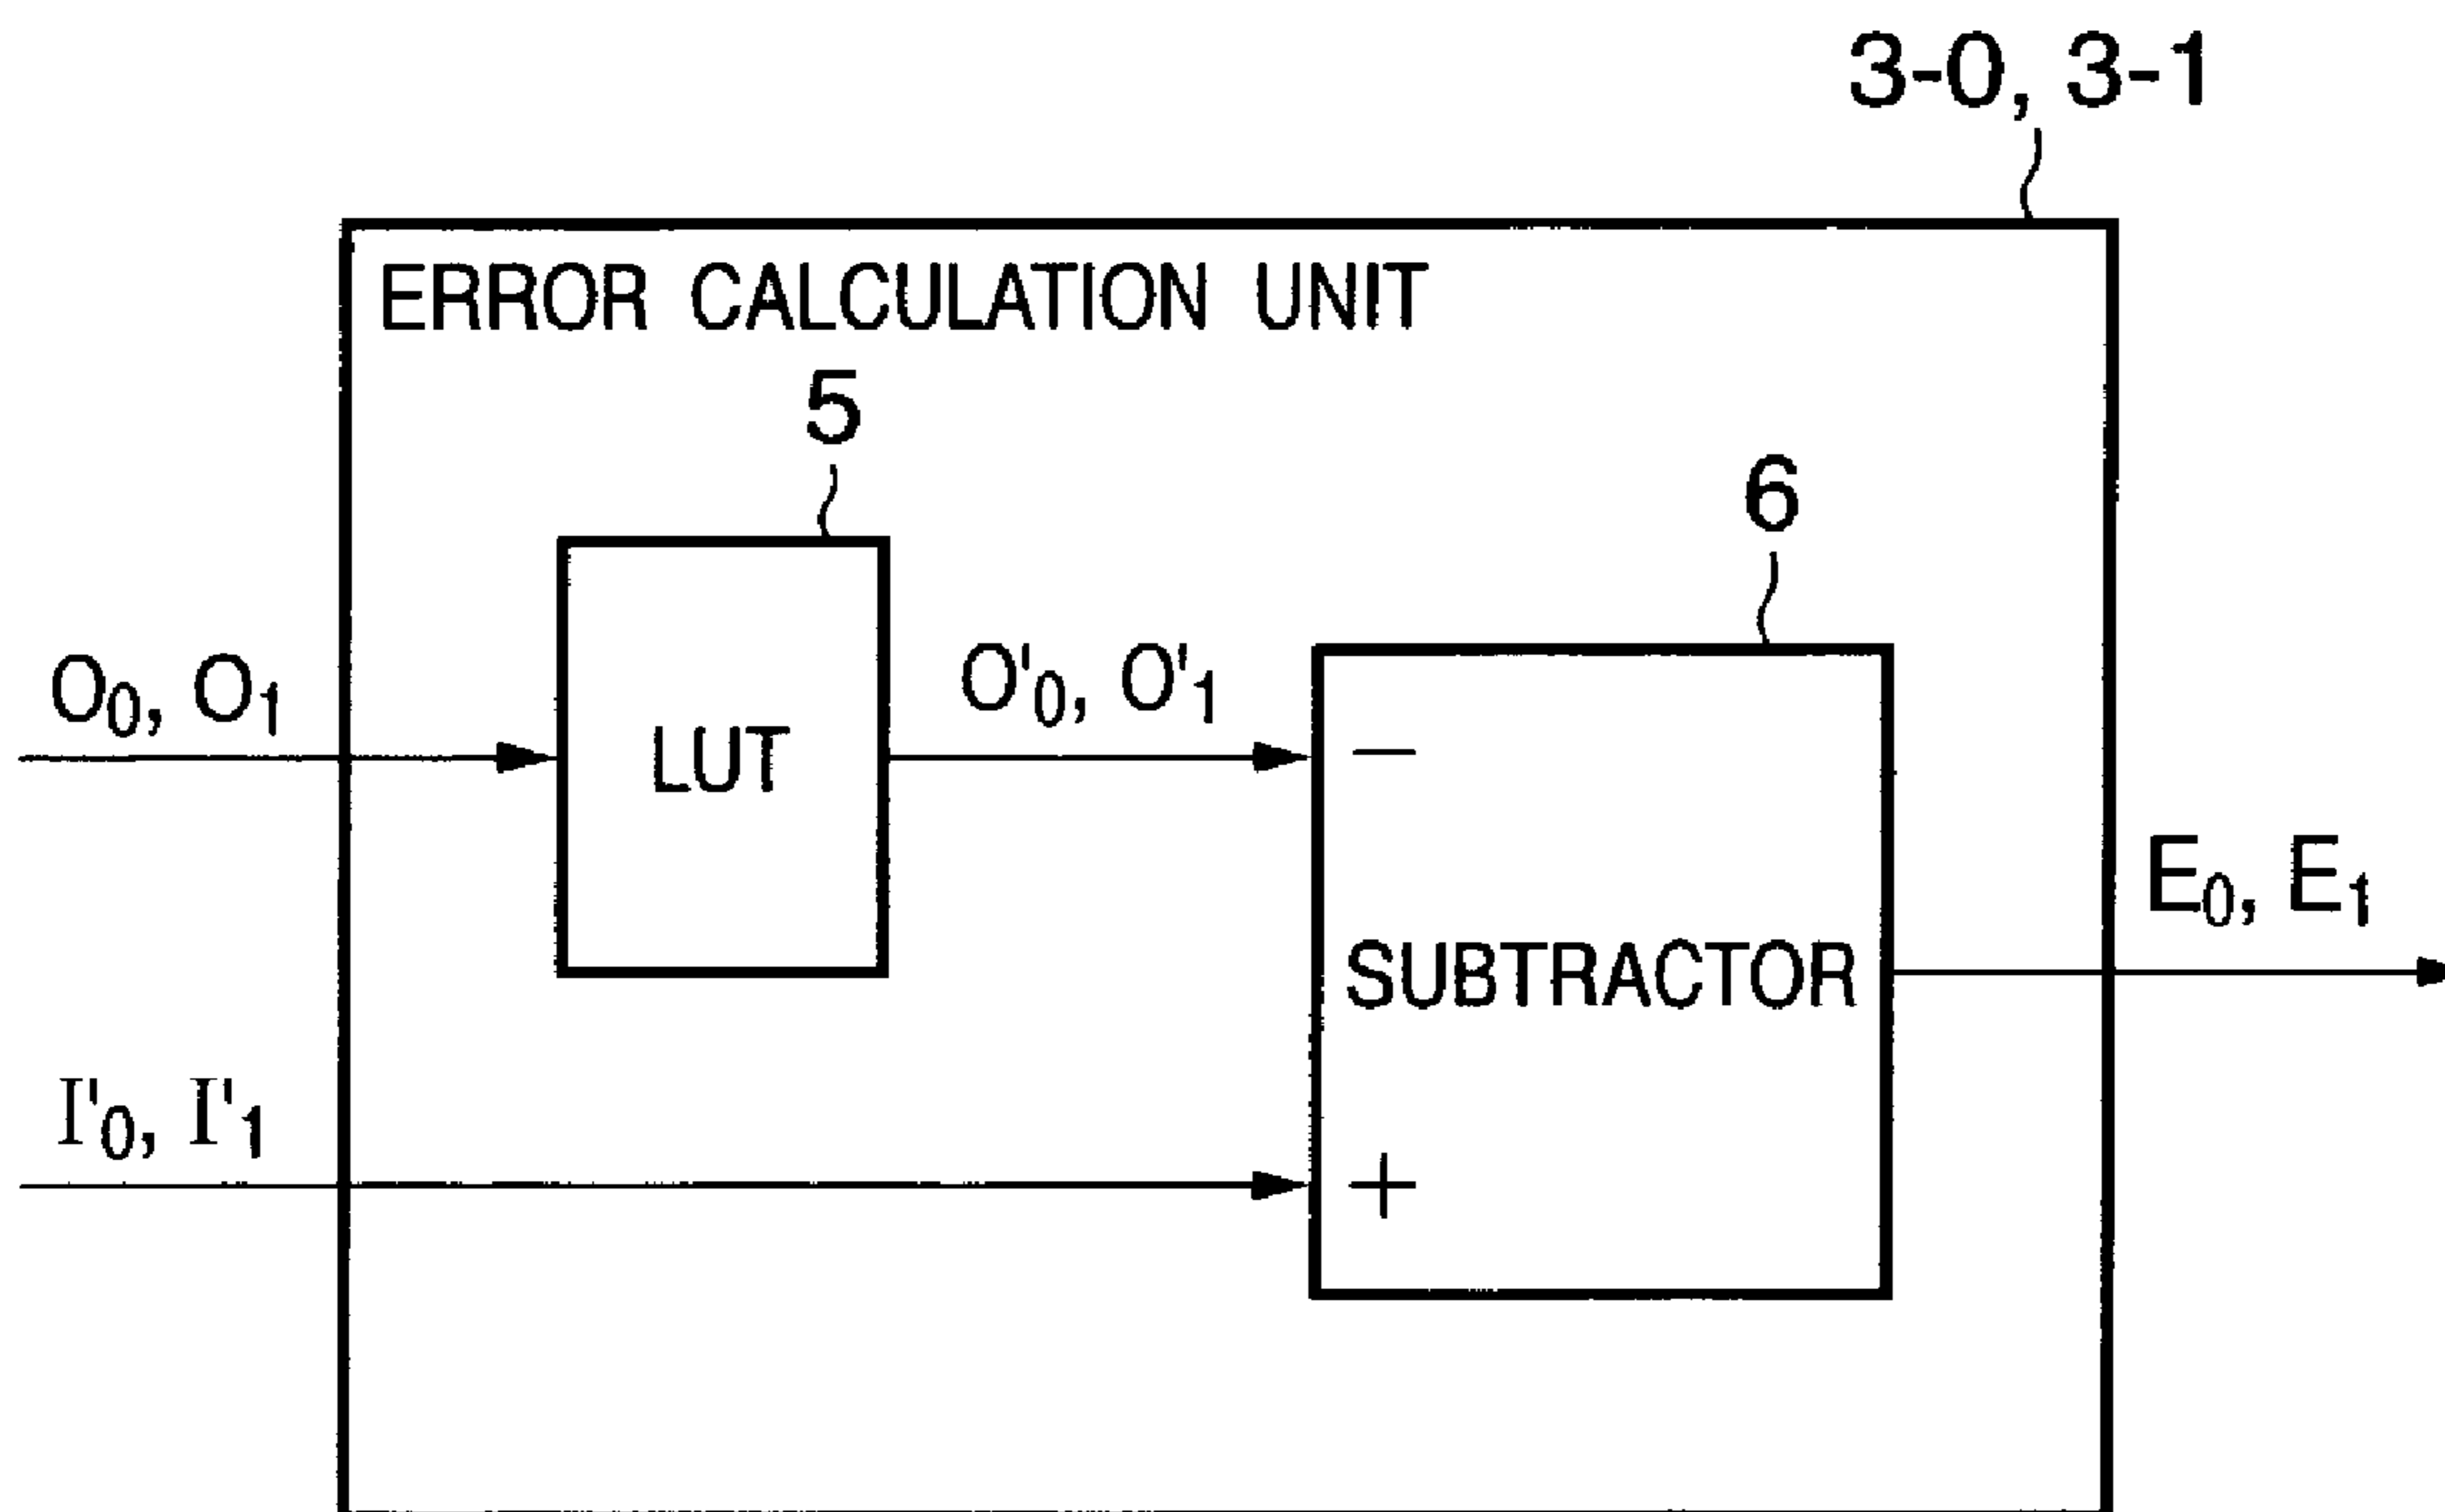 3-0, 3-1
ERROR CALCULATION UNIT
5
6
O₀, O₁
LUT
O'₀, O'₁
−
E₀, E₁
SUBTRACTOR
I'₀, I'₁
+